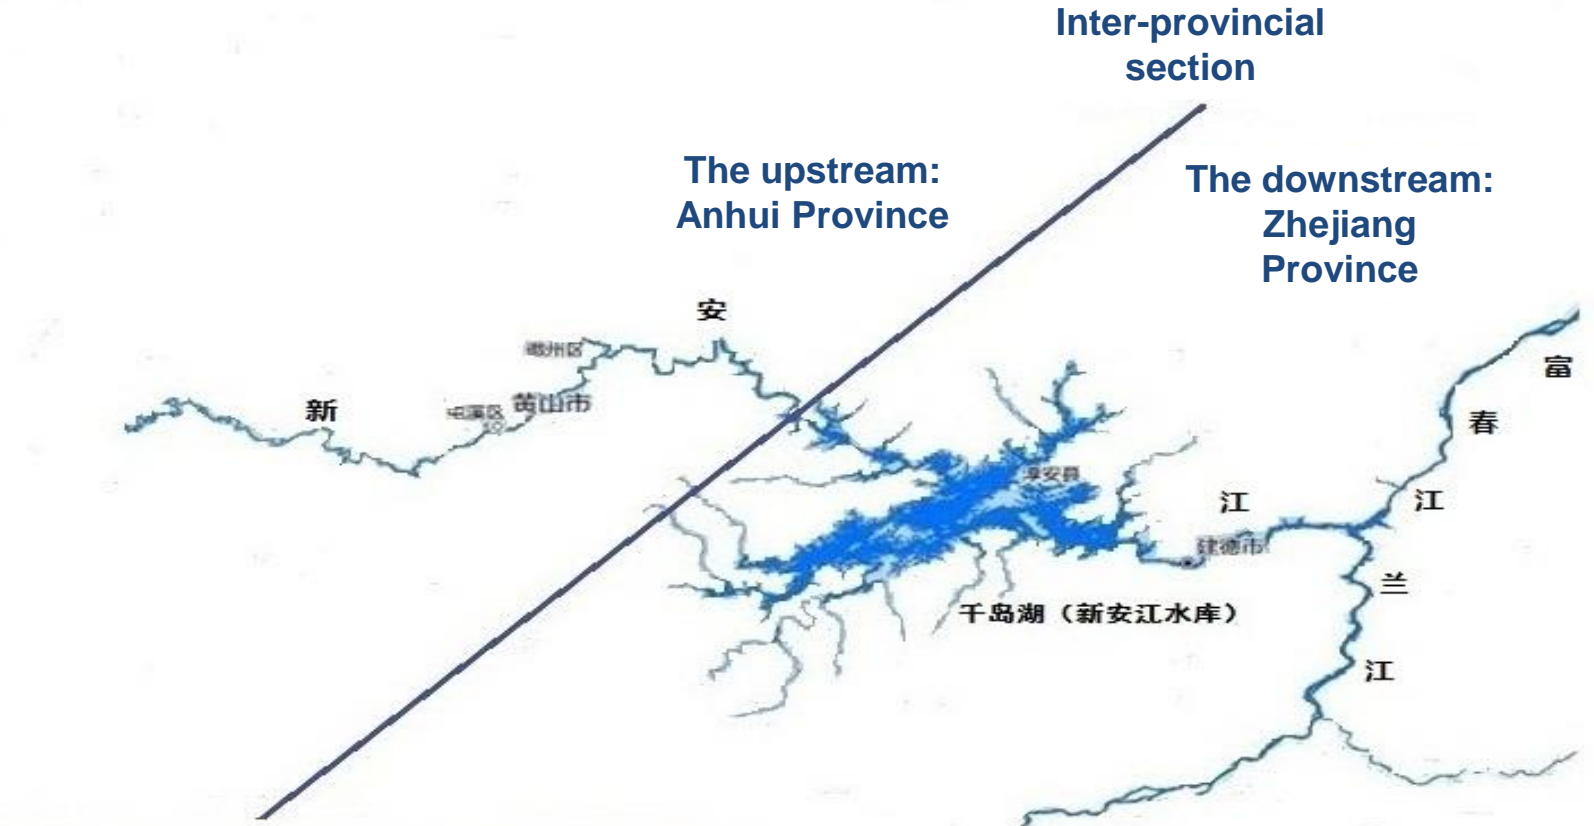 Inter-provincial
section
The upstream:
Anhui Province
The downstream:
Zhejiang
Province
安
徽州区
新
屯溪区
黄山市
富
春
江
淳安县
江
建德市
千岛湖（新安江水库）
兰
江